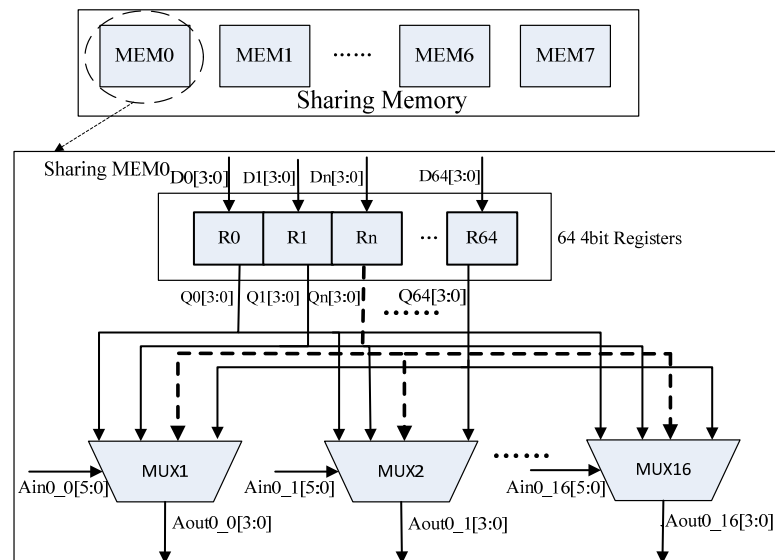 MEM0 MEM1 ...... MEM6 MEM7
Sharing Memory
Sharing MEM0
D0[3:0] D1[3:0] Dn[3:0] D64[3:0]
R0 R1 Rn ... R64
64 4bit Registers
Q0[3:0] Q1[3:0] Qn[3:0] Q64[3:0]
.......
MUX1 MUX2 ...... MUX16
Ain0_0[5:0] Ain0_1[5:0] Ain0_16[5:0]
Aout0_0[3:0] Aout0_1[3:0] Aout0_16[3:0]